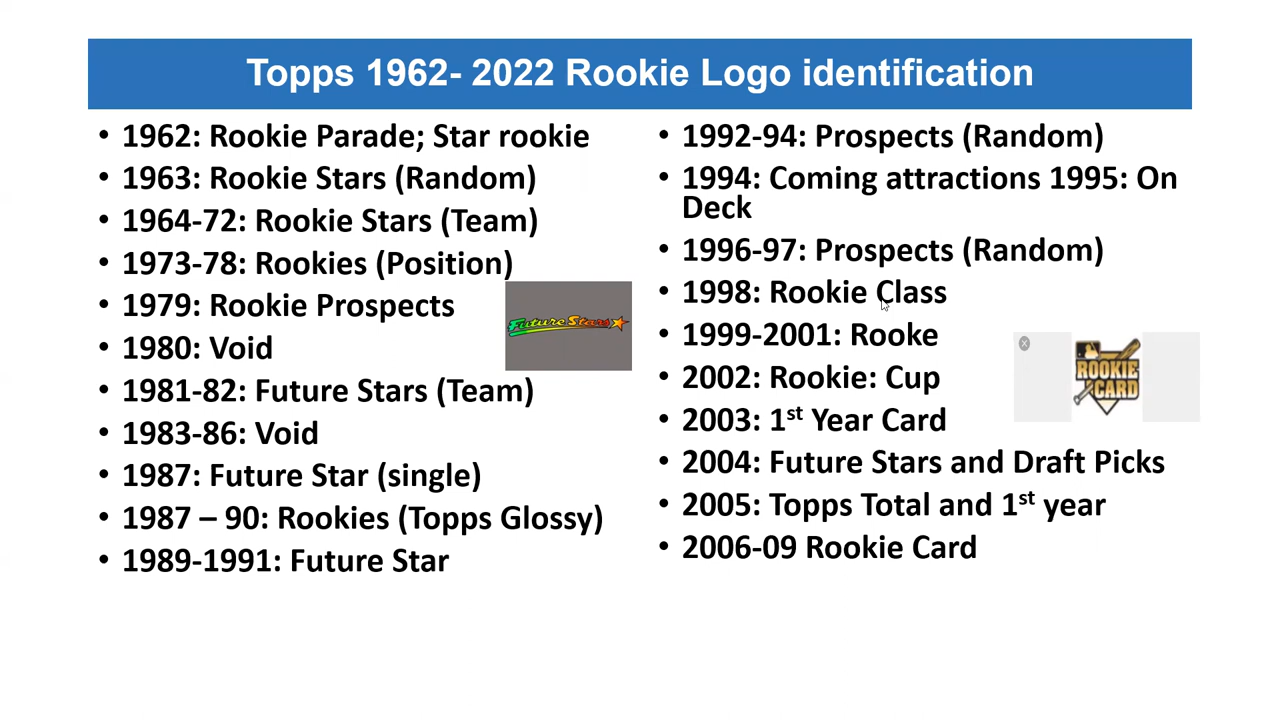 Topps 1962- 2022 Rookie Logo identification
• 1962: Rookie Parade; Star rookie
• 1963: Rookie Stars (Random)
• 1964-72: Rookie Stars (Team)
• 1973-78: Rookies (Position)
• 1979: Rookie Prospects
• 1980: Void
• 1981-82: Future Stars (Team)
• 1983-86: Void
• 1987: Future Star (single)
• 1987 – 90: Rookies (Topps Glossy)
• 1989-1991: Future Star
Future Stars
• 1992-94: Prospects (Random)
• 1994: Coming attractions 1995: On
Deck
• 1996-97: Prospects (Random)
• 1998: Rookie Class
• 1999-2001: Rooke
• 2002: Rookie: Cup
• 2003: 1st Year Card
• 2004: Future Stars and Draft Picks
• 2005: Topps Total and 1st year
• 2006-09 Rookie Card
ROOKIE
CARD